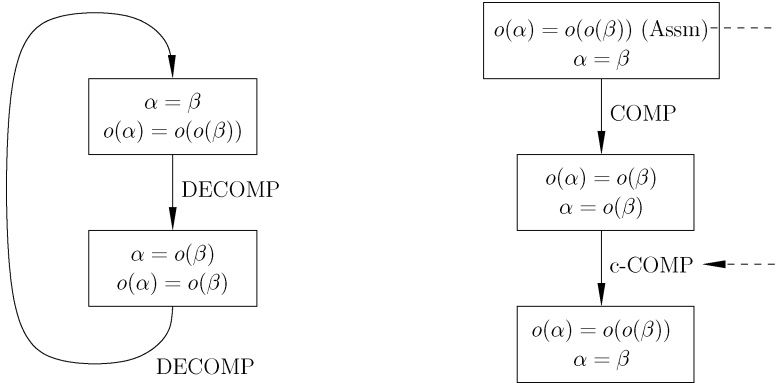 α = β
o(α) = o(o(β))
DECOMP
α = o(β)
o(α) = o(β)
DECOMP
o(α) = o(o(β)) (Assm)
α = β
COMP
o(α) = o(β)
α = o(β)
c-COMP
o(α) = o(o(β))
α = β